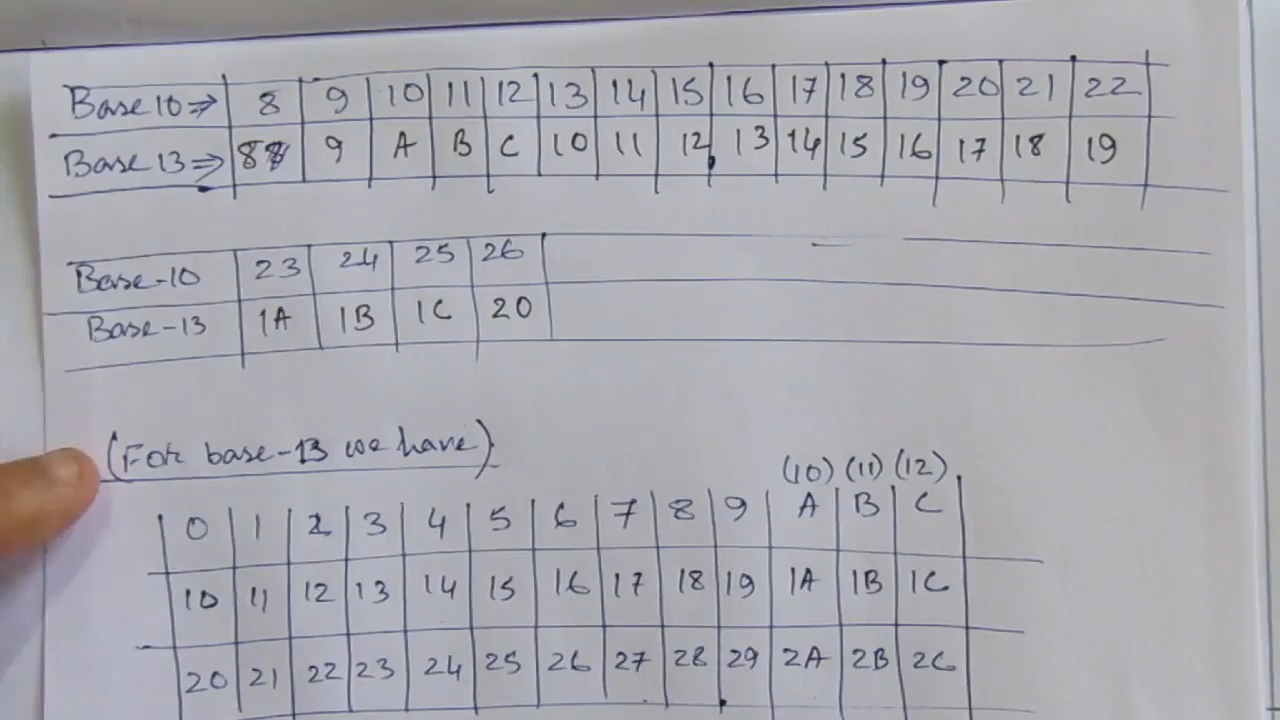 Base 10 ⇒ 8 9 10 11 12 13 14 15 16 17 18 19 20 21 22
Base 13 ⇒ 8 9 A B C 10 11 12 13 14 15 16 17 18 19
Base-10 23 24 25 26
Base-13 1A 1B 1C 20
(For base-13 we have)
(10) (11) (12)
0 1 2 3 4 5 6 7 8 9 A B C
10 11 12 13 14 15 16 17 18 19 1A 1B 1C
20 21 22 23 24 25 26 27 28 29 2A 2B 2C